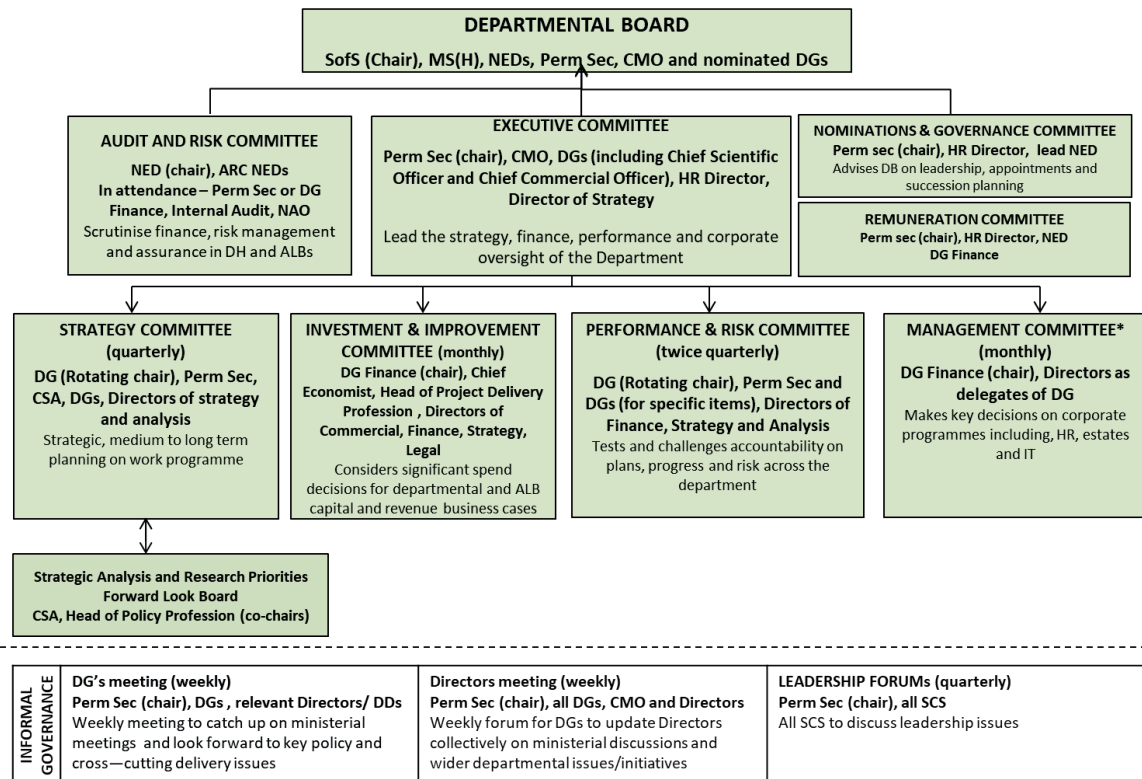 DEPARTMENTAL BOARD
SofS (Chair), MS(H), NEDs, Perm Sec, CMO and nominated DGs
AUDIT AND RISK COMMITTEE
NED (chair), ARC NEDs
In attendance – Perm Sec or DG
Finance, Internal Audit, NAO
Scrutinise finance, risk management
and assurance in DH and ALBs
EXECUTIVE COMMITTEE
Perm Sec (chair), CMO, DGs (including Chief Scientific
Officer and Chief Commercial Officer), HR Director,
Director of Strategy
Lead the strategy, finance, performance and corporate
oversight of the Department
NOMINATIONS & GOVERNANCE COMMITTEE
Perm sec (chair), HR Director, lead NED
Advises DB on leadership, appointments and
succession planning
REMUNERATION COMMITTEE
Perm sec (chair), HR Director, NED
DG Finance
STRATEGY COMMITTEE
(quarterly)
DG (Rotating chair), Perm Sec,
CSA, DGs, Directors of strategy
and analysis
Strategic, medium to long term
planning on work programme
INVESTMENT & IMPROVEMENT
COMMITTEE (monthly)
DG Finance (chair), Chief
Economist, Head of Project Delivery
Profession , Directors of
Commercial, Finance, Strategy,
Legal
Considers significant spend
decisions for departmental and ALB
capital and revenue business cases
PERFORMANCE & RISK COMMITTEE
(twice quarterly)
DG (Rotating chair), Perm Sec and
DGs (for specific items), Directors of
Finance, Strategy and Analysis
Tests and challenges accountability on
plans, progress and risk across the
department
MANAGEMENT COMMITTEE*
(monthly)
DG Finance (chair), Directors as
delegates of DG
Makes key decisions on corporate
programmes including, HR, estates
and IT
Strategic Analysis and Research Priorities
Forward Look Board
CSA, Head of Policy Profession (co-chairs)
INFORMAL
GOVERNANCE
DG's meeting (weekly)
Perm Sec (chair), DGs , relevant Directors/ DDs
Weekly meeting to catch up on ministerial
meetings and look forward to key policy and
cross—cutting delivery issues
Directors meeting (weekly)
Perm Sec (chair), all DGs, CMO and Directors
Weekly forum for DGs to update Directors
collectively on ministerial discussions and
wider departmental issues/initiatives
LEADERSHIP FORUMs (quarterly)
Perm Sec (chair), all SCS
All SCS to discuss leadership issues